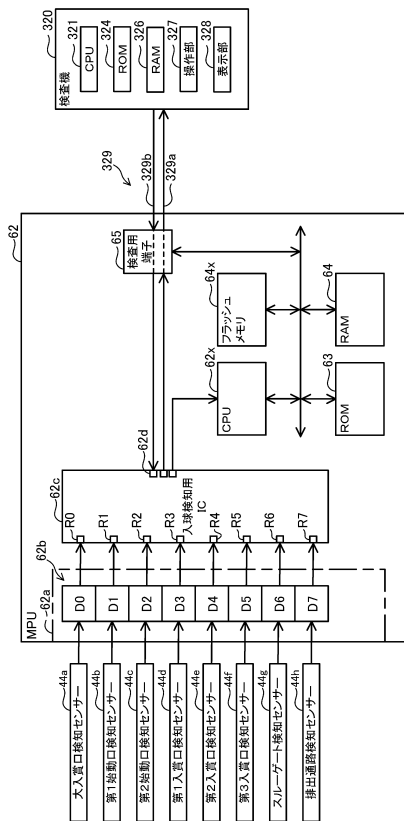 320
検査機
321
CPU
324
ROM
326
RAM
327
操作部
328
表示部
329
329b
329a
62
65
検査用
端子
64x
フラッシュ
メモリ
64
RAM
62x
CPU
63
ROM
62d
62c
入球検知用
IC
R0
R1
R2
R3
R4
R5
R6
R7
62b
62a
MPU
D0
D1
D2
D3
D4
D5
D6
D7
44a
大入賞口検知センサー
44b
第1始動口検知センサー
44c
第2始動口検知センサー
44d
第1入賞口検知センサー
44e
第2入賞口検知センサー
44f
第3入賞口検知センサー
44g
スルーゲート検知センサー
44h
排出通路検知センサー